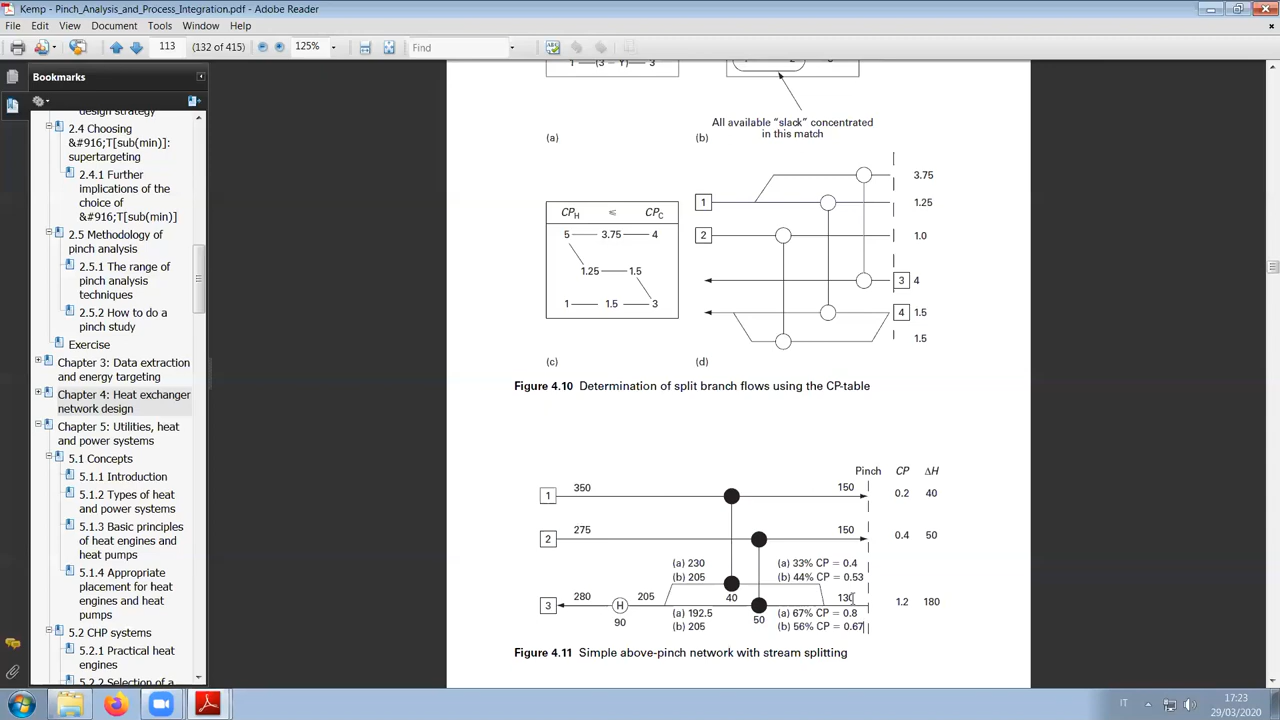 Kemp - Pinch_Analysis_and_Process_Integration.pdf - Adobe Reader
File Edit View Document Tools Window Help
113 (132 of 415) 125% Find
Bookmarks
design strategy
2.4 Choosing
&#916;T[sub(min)]:
supertargeting
2.4.1 Further
implications of the
choice of
&#916;T[sub(min)]
2.5 Methodology of
pinch analysis
2.5.1 The range of
pinch analysis
techniques
2.5.2 How to do a
pinch study
Exercise
Chapter 3: Data extraction
and energy targeting
Chapter 4: Heat exchanger
network design
Chapter 5: Utilities, heat
and power systems
5.1 Concepts
5.1.1 Introduction
5.1.2 Types of heat
and power systems
5.1.3 Basic principles
of heat engines and
heat pumps
5.1.4 Appropriate
placement for heat
engines and heat
pumps
5.2 CHP systems
5.2.1 Practical heat
engines
5.2.2 Selection of a
1 (3 – Y) 3
All available “slack” concentrated
in this match
(a) (b)
CPH ≤ CPC
5 3.75 4
1.25 1.5
1 1.5 3
3.75
1 1.25
2 1.0
3 4
4 1.5
1.5
(c) (d)
Figure 4.10 Determination of split branch flows using the CP-table
Pinch CP ΔH
1 350 150 0.2 40
2 275 150 0.4 50
(a) 230 (a) 33% CP = 0.4
(b) 205 (b) 44% CP = 0.53
3 280 H 205 40 130 1.2 180
90 (a) 192.5 50 (a) 67% CP = 0.8
(b) 205 (b) 56% CP = 0.67
Figure 4.11 Simple above-pinch network with stream splitting
IT
17:23
29/03/2020